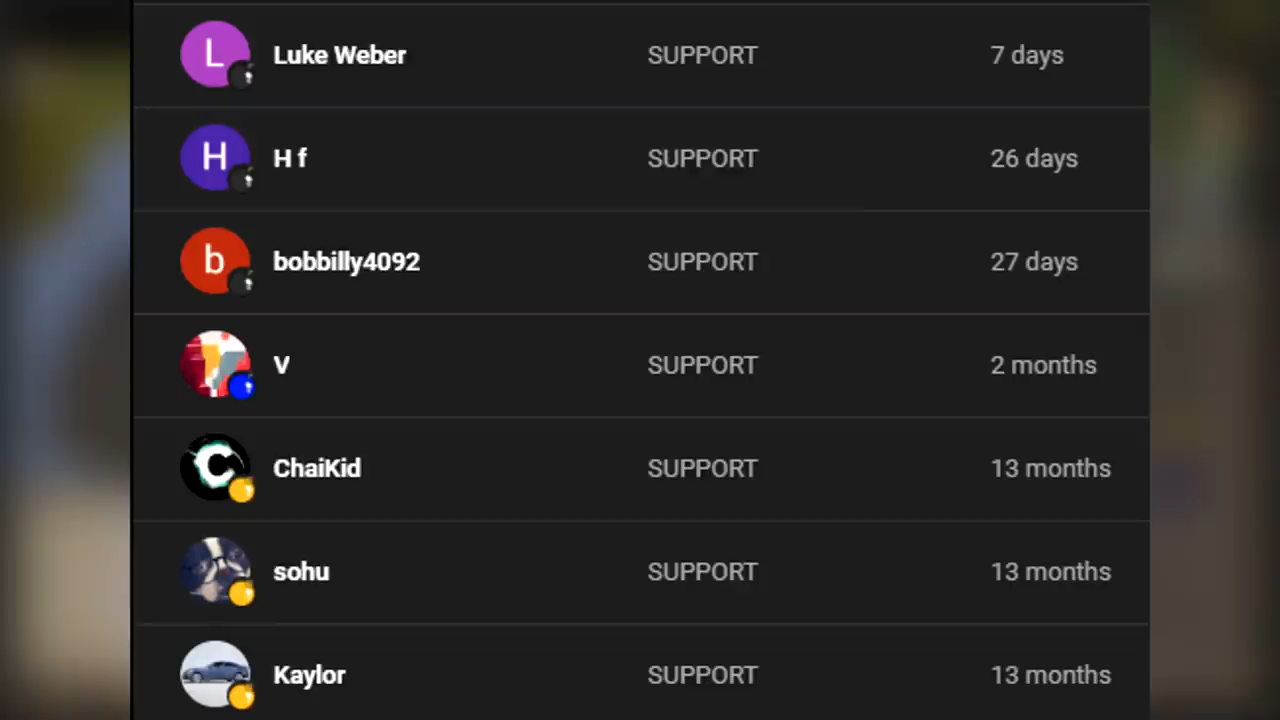 L Luke Weber SUPPORT 7 days
H H f SUPPORT 26 days
b bobbilly4092 SUPPORT 27 days
V SUPPORT 2 months
C ChaiKid SUPPORT 13 months
sohu SUPPORT 13 months
Kaylor SUPPORT 13 months